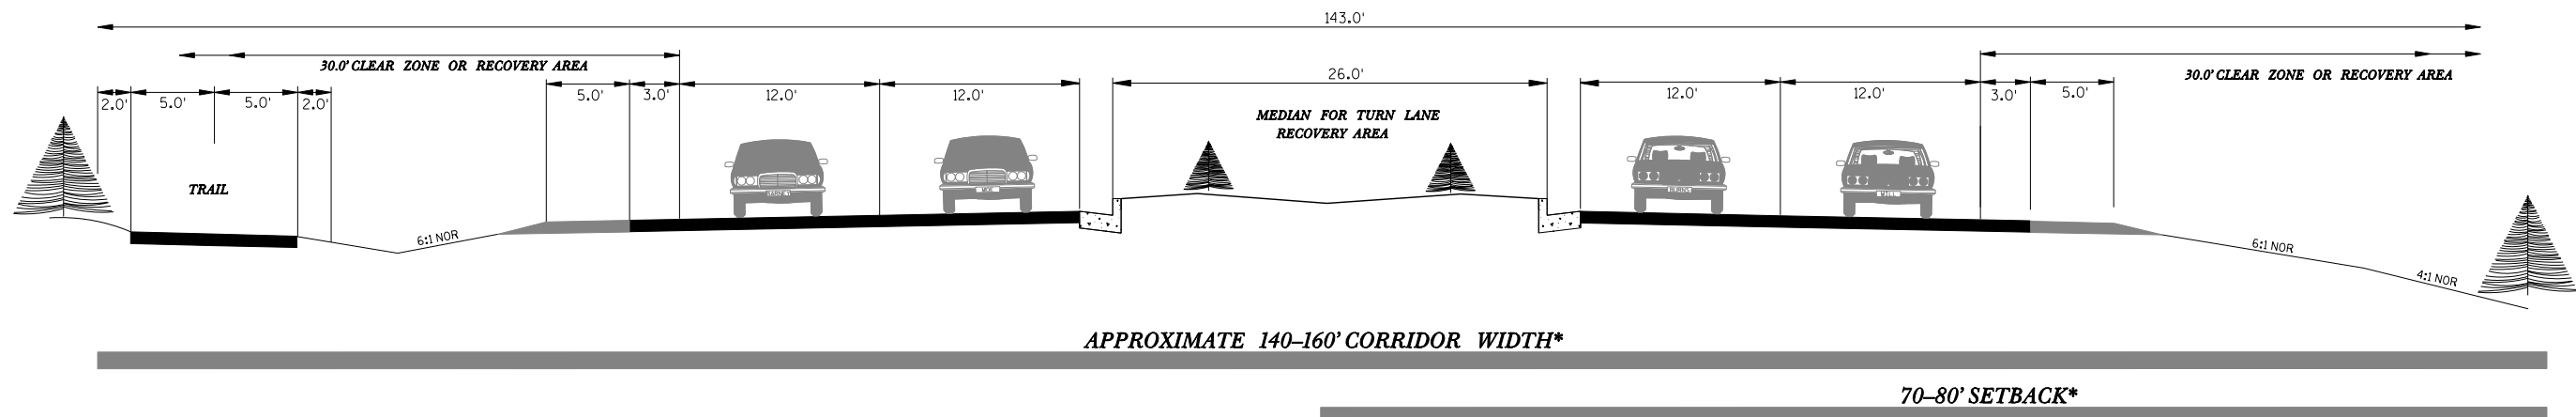 143.0'
30.0' CLEAR ZONE OR RECOVERY AREA
30.0' CLEAR ZONE OR RECOVERY AREA
2.0' 5.0' 5.0' 2.0' 5.0' 3.0' 12.0' 12.0' 26.0' 12.0' 12.0' 3.0' 5.0'
MEDIAN FOR TURN LANE
RECOVERY AREA
TRAIL
6:1 NOR
6:1 NOR
4:1 NOR
APPROXIMATE 140–160' CORRIDOR WIDTH*
70–80' SETBACK*